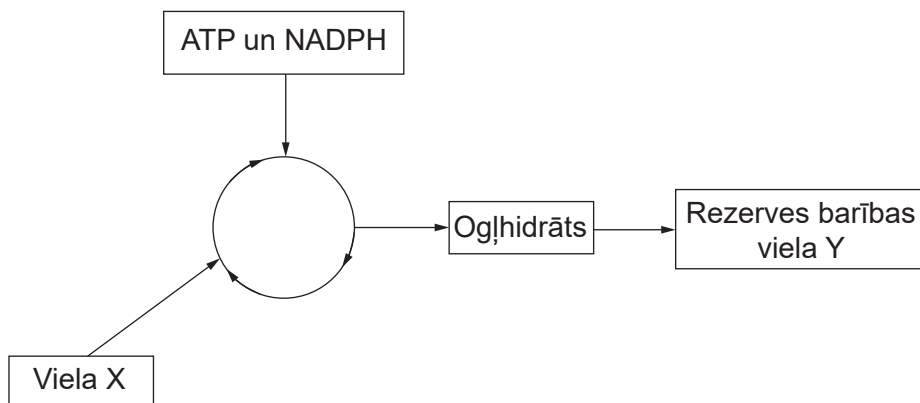 ATP un NADPH
Ogļhidrāts
Rezerves barības
viela Y
Viela X